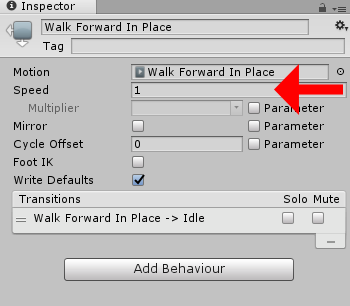 Inspector
Walk Forward In Place
Tag
Motion Walk Forward In Place
Speed 1
Multiplier Parameter
Mirror Parameter
Cycle Offset 0 Parameter
Foot IK
Write Defaults
Transitions Solo Mute
Walk Forward In Place -> Idle
Add Behaviour